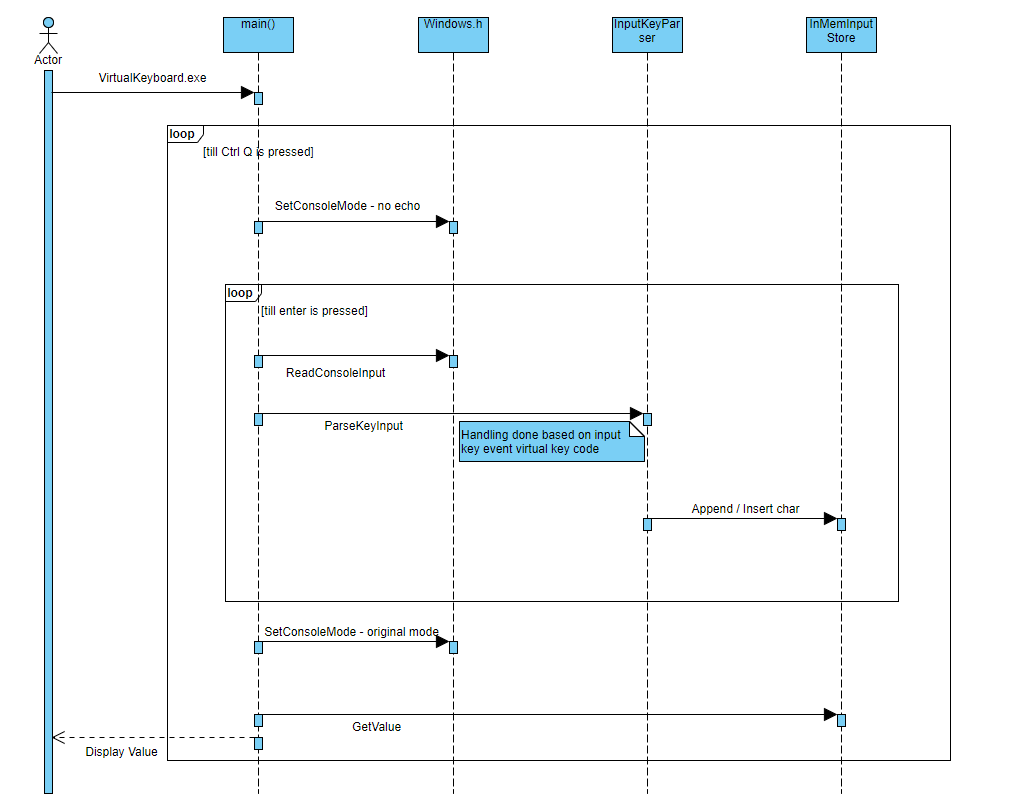 main()
Windows.h
InputKeyPar
ser
InMemInput
Store
Actor
VirtualKeyboard.exe
loop
[till Ctrl Q is pressed]
SetConsoleMode - no echo
loop
[till enter is pressed]
ReadConsoleInput
ParseKeyInput
Handling done based on input
key event virtual key code
Append / Insert char
SetConsoleMode - original mode
GetValue
Display Value